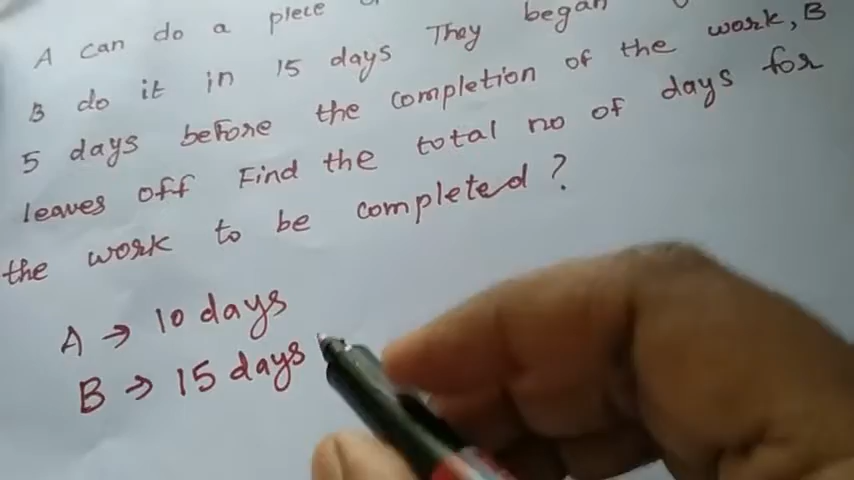 A can do a piece
B do it in 15 days They began
5 days before the completion of the work, B
leaves off Find the total no of days for
the work to be completed ?
A → 10 days
B → 15 days